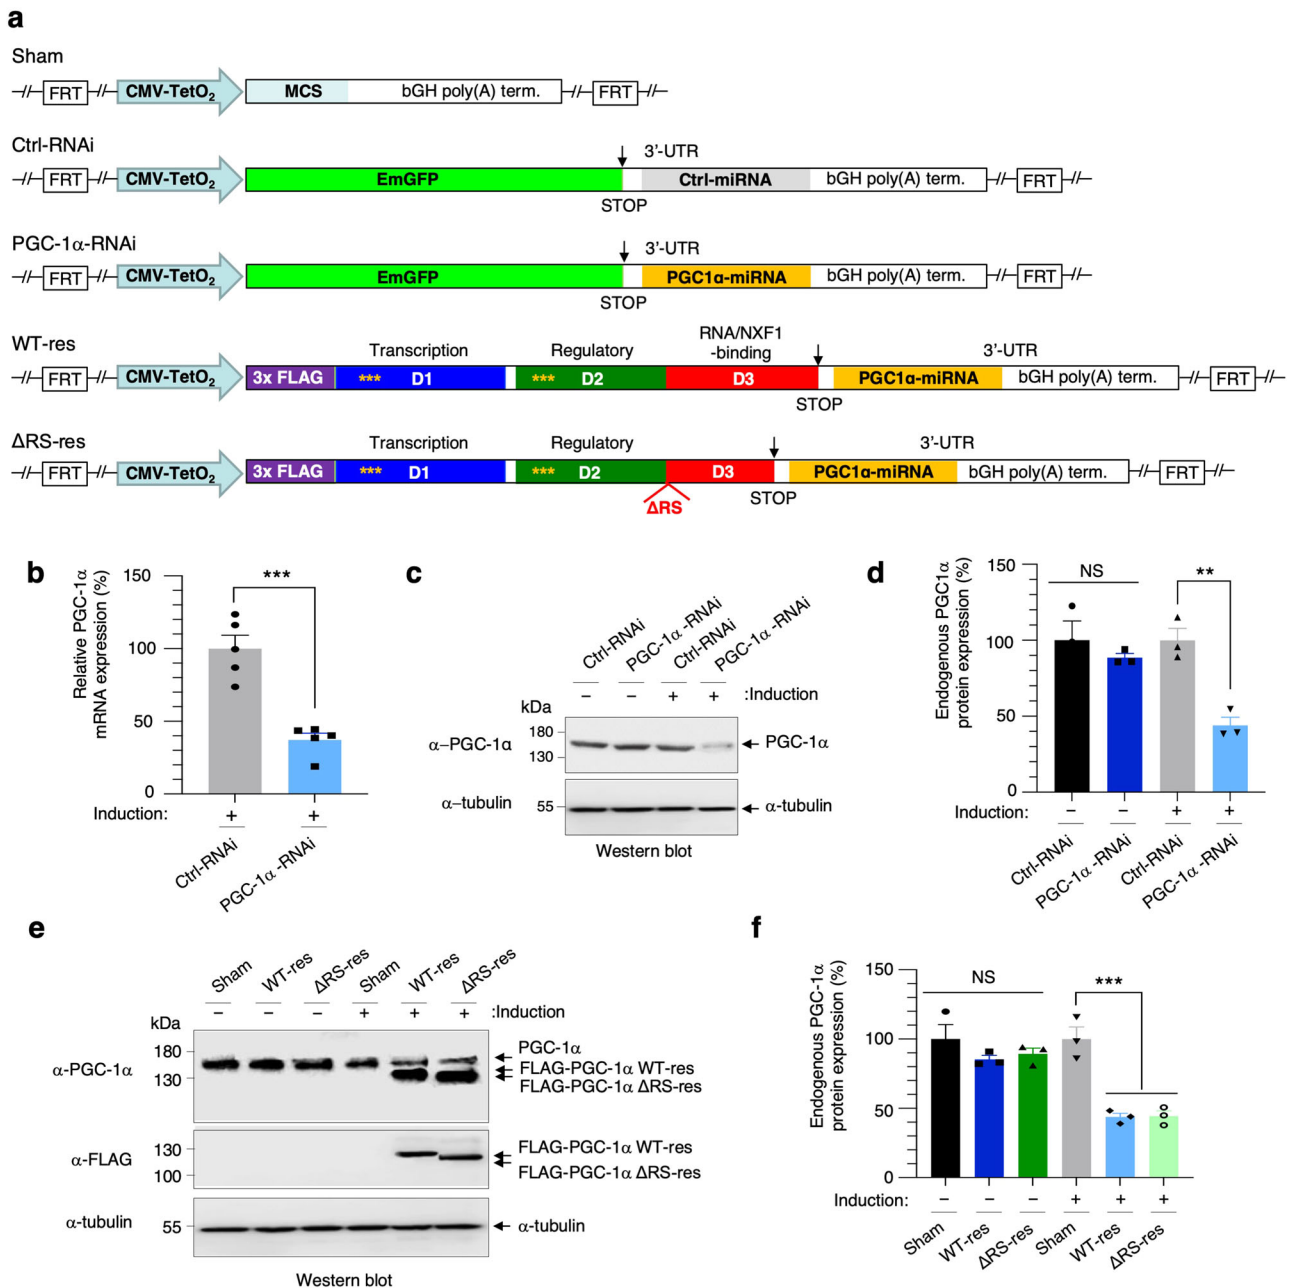 a
Sham
FRT
CMV-TetO₂
MCS
bGH poly(A) term.
FRT
Ctrl-RNAi
3'-UTR
FRT
CMV-TetO₂
EmGFP
Ctrl-miRNA
bGH poly(A) term.
FRT
STOP
PGC-1α-RNAi
3'-UTR
FRT
CMV-TetO₂
EmGFP
PGC1α-miRNA
bGH poly(A) term.
FRT
STOP
WT-res
Transcription
Regulatory
RNA/NXF1
-binding
3'-UTR
FRT
CMV-TetO₂
3x FLAG
*** D1
*** D2
D3
PGC1α-miRNA
bGH poly(A) term.
FRT
STOP
ΔRS-res
Transcription
Regulatory
3'-UTR
FRT
CMV-TetO₂
3x FLAG
*** D1
*** D2
D3
PGC1α-miRNA
bGH poly(A) term.
FRT
ΔRS
STOP
b
Relative PGC-1α
mRNA expression (%)
150
100
50
0
***
Induction: + +
Ctrl-RNAi
PGC-1α -RNAi
c
Ctrl-RNAi
PGC-1α -RNAi
Ctrl-RNAi
PGC-1α -RNAi
– – + + :Induction
kDa
180
130
α–PGC-1α
PGC-1α
α–tubulin
55
α-tubulin
Western blot
d
Endogenous PGC1α
protein expression (%)
150
100
50
0
NS
**
Induction: – – + +
Ctrl-RNAi
PGC-1α -RNAi
Ctrl-RNAi
PGC-1α -RNAi
e
Sham
WT-res
ΔRS-res
Sham
WT-res
ΔRS-res
– – – + + + :Induction
kDa
180
130
α-PGC-1α
PGC-1α
FLAG-PGC-1α WT-res
FLAG-PGC-1α ΔRS-res
α-FLAG
130
100
FLAG-PGC-1α WT-res
FLAG-PGC-1α ΔRS-res
α-tubulin
55
α-tubulin
Western blot
f
Endogenous PGC-1α
protein expression (%)
150
100
50
0
NS
***
Induction: – – – + + +
Sham
WT-res
ΔRS-res
Sham
WT-res
ΔRS-res